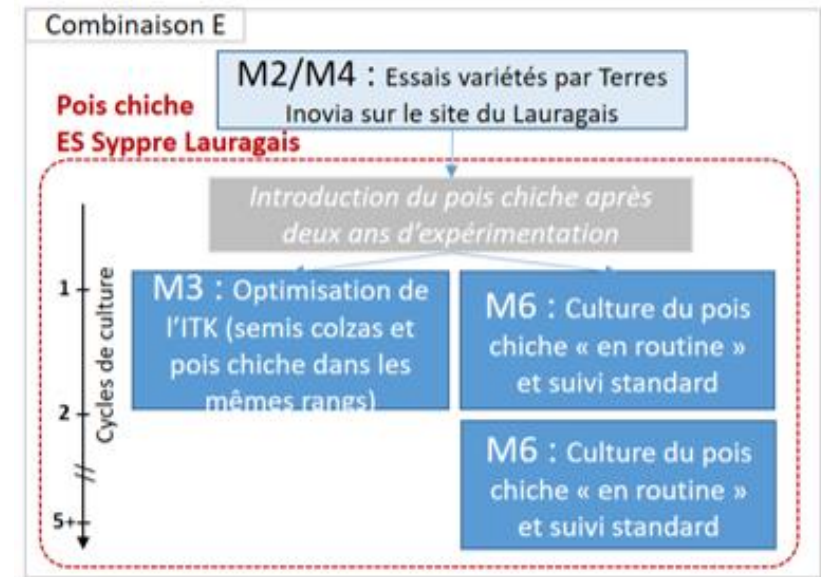 Combinaison E
M2/M4 : Essais variétés par Terres
Inovia sur le site du Lauragais
Pois chiche
ES Syppre Lauragais
Introduction du pois chiche après
deux ans d'expérimentation
Cycles de culture
1
2
5+
M3 : Optimisation de
l'ITK (semis colzas et
pois chiche dans les
mêmes rangs)
M6 : Culture du pois
chiche « en routine »
et suivi standard
M6 : Culture du pois
chiche « en routine »
et suivi standard